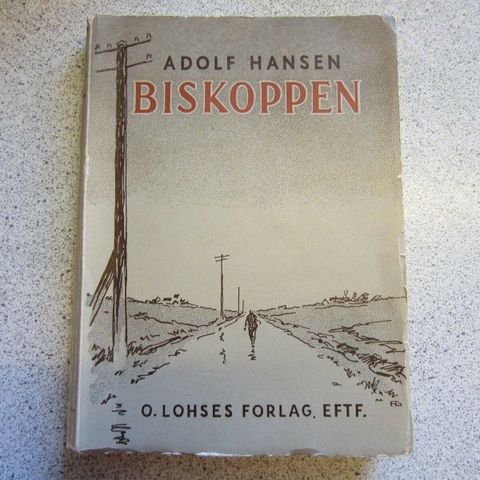 ADOLF HANSEN
BISKOPPEN
O. LOHSES FORLAG, EFTF.